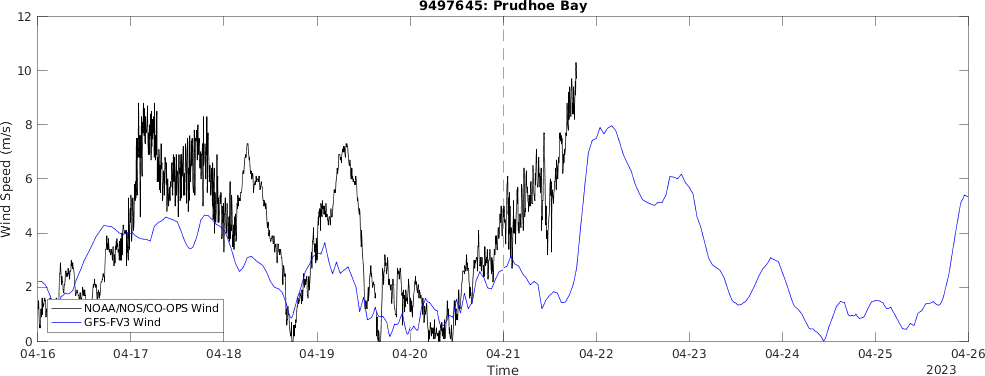 9497645: Prudhoe Bay
Wind Speed (m/s)
12
10
8
6
4
2
0
NOAA/NOS/CO-OPS Wind
GFS-FV3 Wind
04-16 04-17 04-18 04-19 04-20 04-21 04-22 04-23 04-24 04-25 04-26
Time
2023